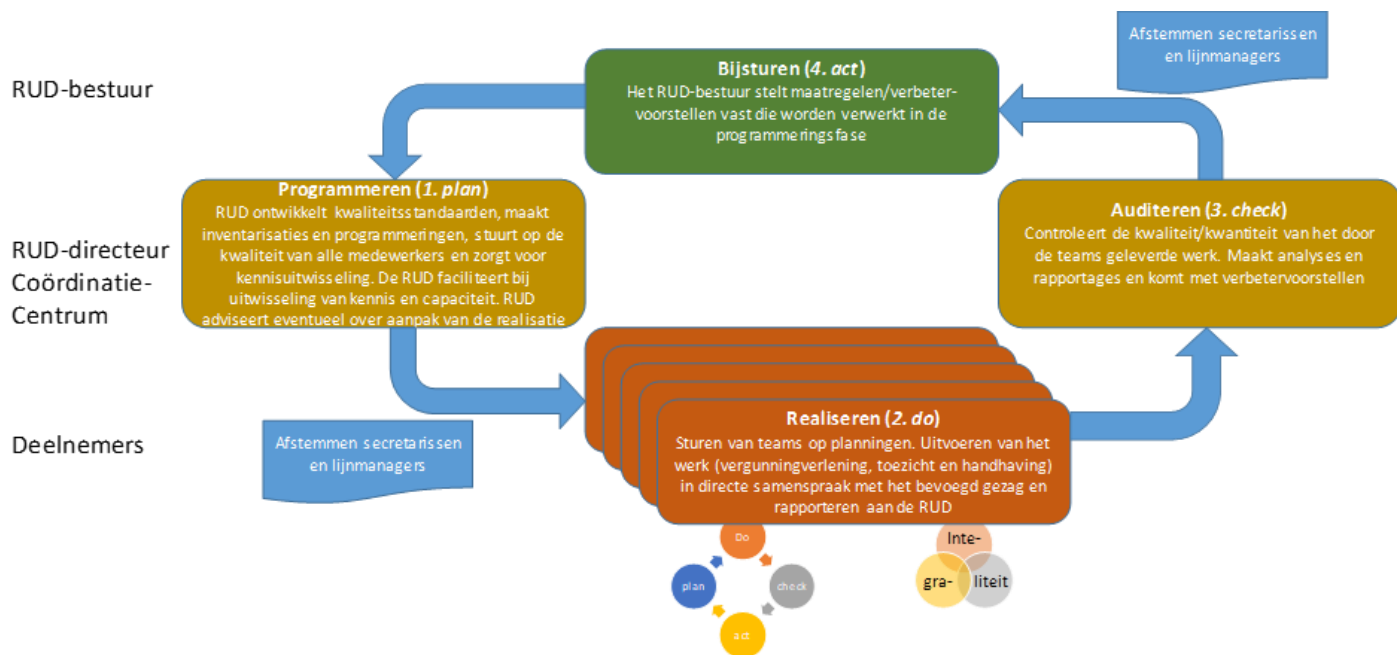 Afstemmen secretarissen
en lijnmanagers
RUD-bestuur
Bijsturen (4. act)
Het RUD-bestuur stelt maatregelen/verbeter-
voorstellen vast die worden verwerkt in de
programmeringsfase
RUD-directeur
Coördinatie-
Centrum
Programmeren (1. plan)
RUD ontwikkelt kwaliteitsstandaarden, maakt
inventarisaties en programmeringen, stuurt op de
kwaliteit van alle medewerkers en zorgt voor
kennisuitwisseling. De RUD faciliteert bij
uitwisseling van kennis en capaciteit. RUD
adviseert eventueel over aanpak van de realisatie
Auditeren (3. check)
Controleert de kwaliteit/kwantiteit van het door
de teams geleverde werk. Maakt analyses en
rapportages en komt met verbetervoorstellen
Deelnemers
Afstemmen secretarissen
en lijnmanagers
Realiseren (2. do)
Sturen van teams op planningen. Uitvoeren van het
werk (vergunningverlening, toezicht en handhaving)
in directe samenspraak met het bevoegd gezag en
rapporteren aan de RUD
Do
plan
check
act
Inte-
gra-
liteit